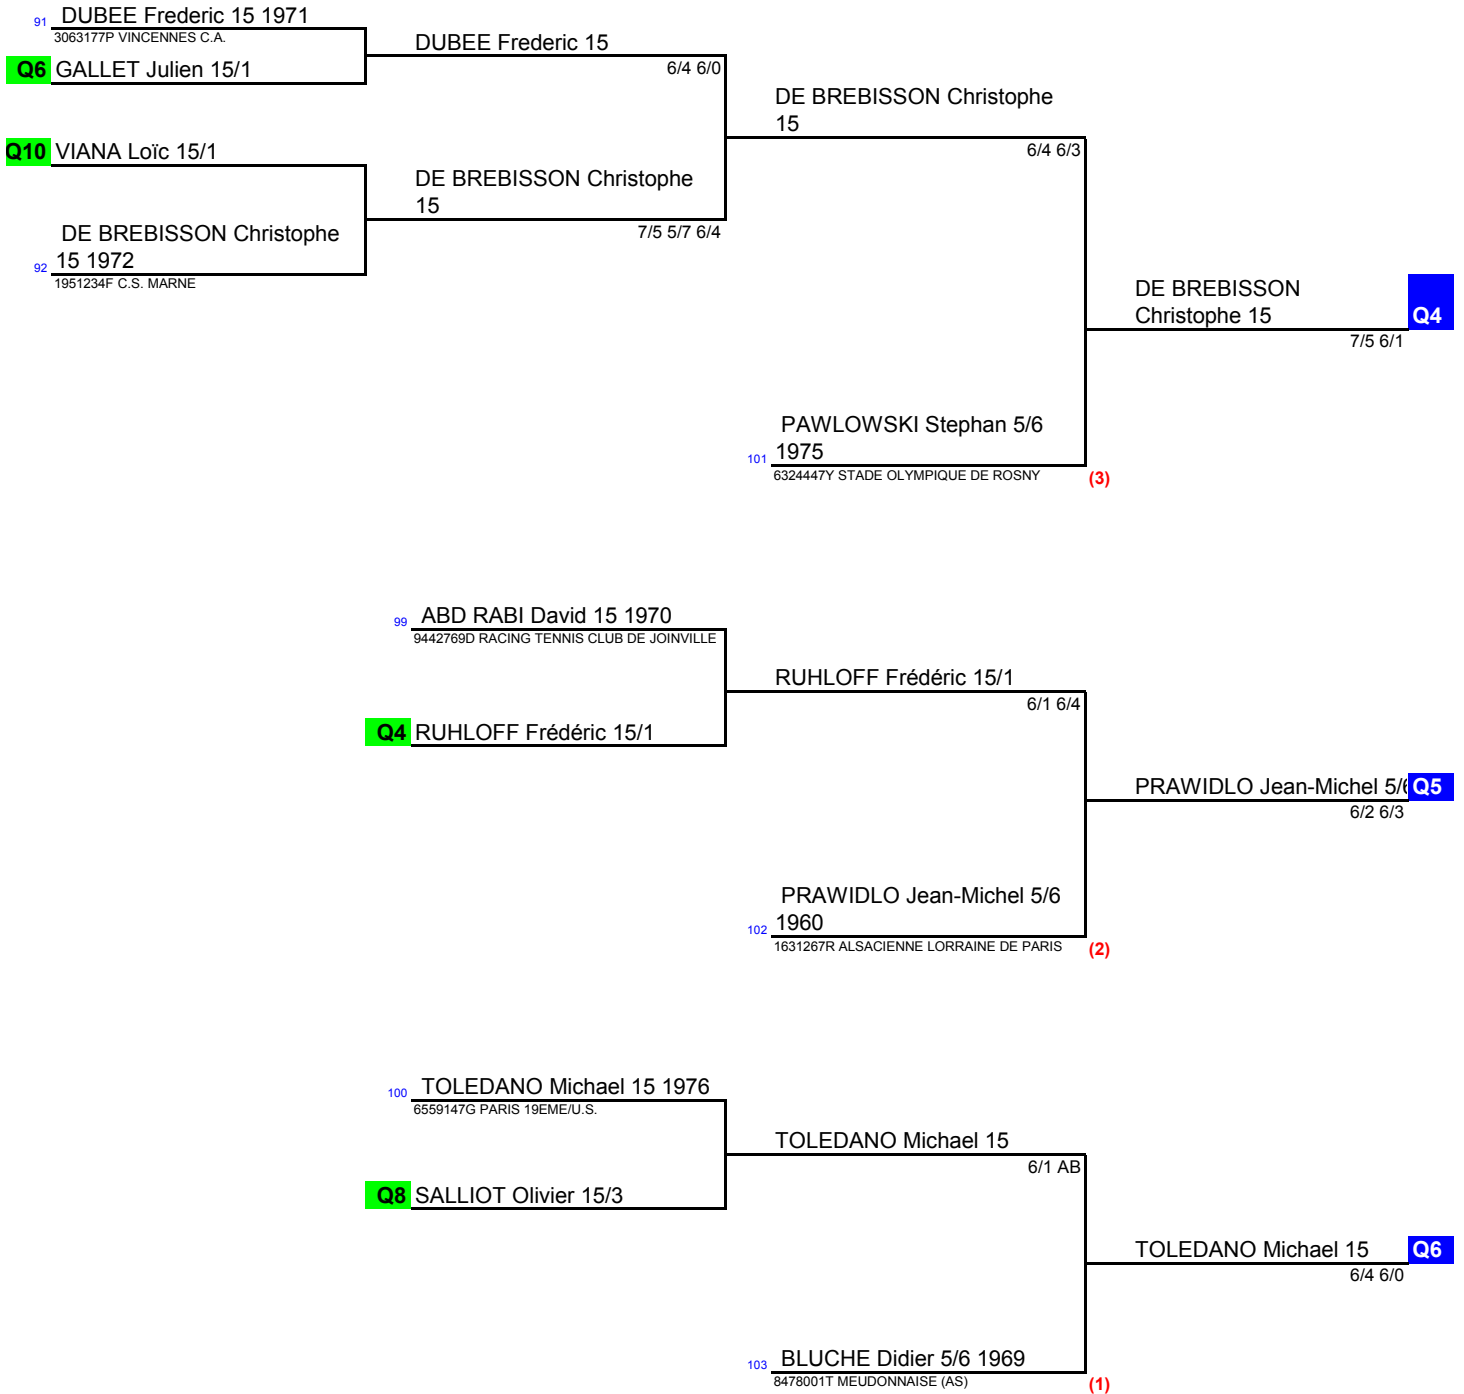 91 DUBEE Frederic 15 1971
3063177P VINCENNES C.A.
Q6 GALLET Julien 15/1
DUBEE Frederic 15
6/4 6/0
Q10 VIANA Loïc 15/1
DE BREBISSON Christophe
92 15 1972
1951234F C.S. MARNE
DE BREBISSON Christophe
15
7/5 5/7 6/4
DE BREBISSON Christophe
15
6/4 6/3
PAWLOWSKI Stephan 5/6
101 1975
6324447Y STADE OLYMPIQUE DE ROSNY
(3)
DE BREBISSON
Christophe 15 Q4
7/5 6/1
99 ABD RABI David 15 1970
9442769D RACING TENNIS CLUB DE JOINVILLE
Q4 RUHLOFF Frédéric 15/1
RUHLOFF Frédéric 15/1
6/1 6/4
PRAWIDLO Jean-Michel 5/6
102 1960
1631267R ALSACIENNE LORRAINE DE PARIS
(2)
PRAWIDLO Jean-Michel 5/6 Q5
6/2 6/3
100 TOLEDANO Michael 15 1976
6559147G PARIS 19EME/U.S.
Q8 SALLIOT Olivier 15/3
TOLEDANO Michael 15
6/1 AB
103 BLUCHE Didier 5/6 1969
8478001T MEUDONNAISE (AS)
(1)
TOLEDANO Michael 15 Q6
6/4 6/0